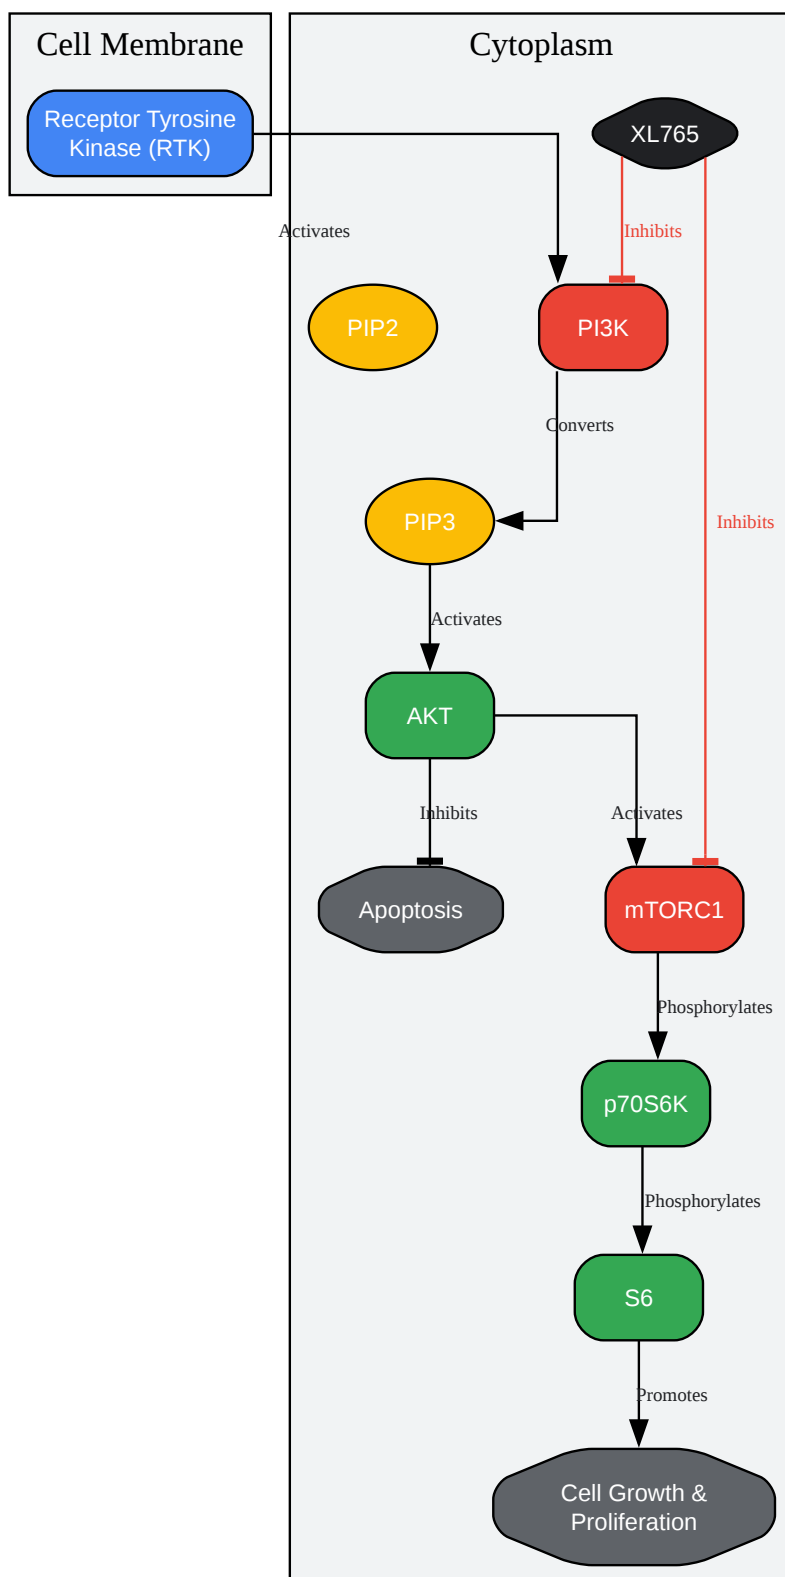 Cell Membrane
Cytoplasm
Receptor Tyrosine
Kinase (RTK)
XL765
Activates
Inhibits
PIP2
PI3K
Converts
PIP3
Inhibits
Activates
AKT
Inhibits
Activates
Apoptosis
mTORC1
Phosphorylates
p70S6K
Phosphorylates
S6
Promotes
Cell Growth &
Proliferation